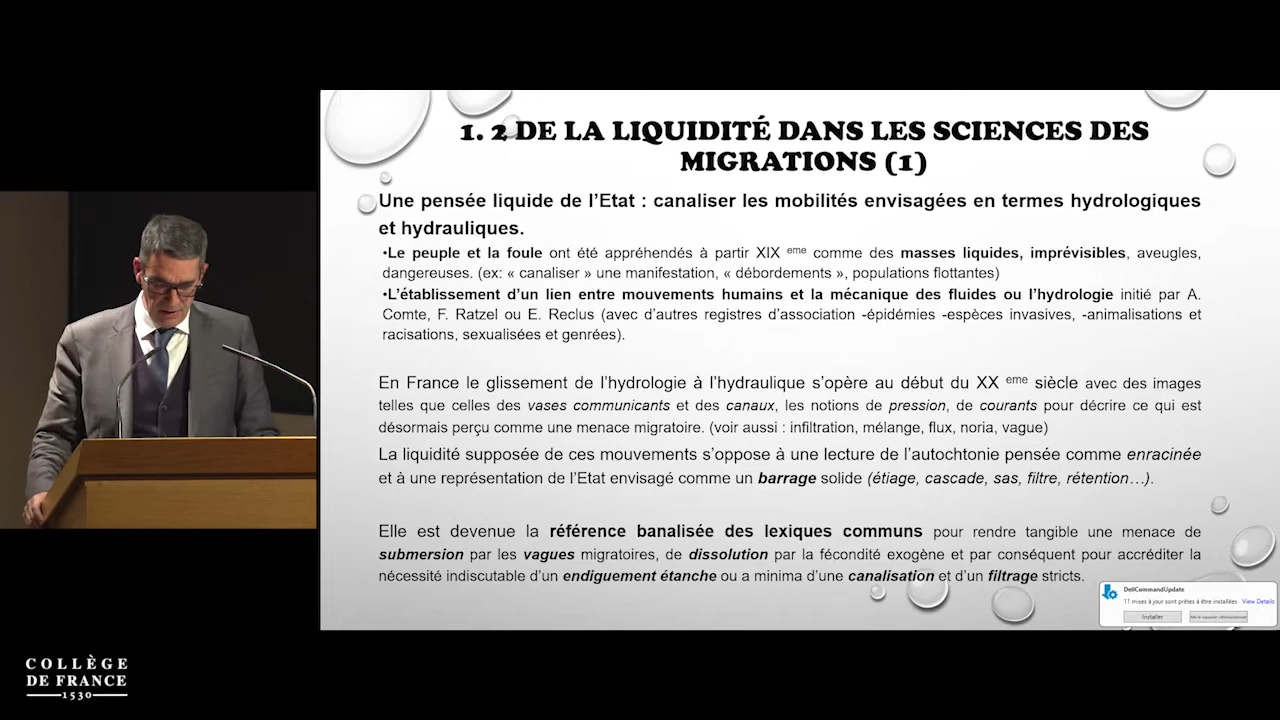 1. 2 DE LA LIQUIDITÉ DANS LES SCIENCES DES
MIGRATIONS (1)
Une pensée liquide de l'Etat : canaliser les mobilités envisagées en termes hydrologiques
et hydrauliques.
•Le peuple et la foule ont été appréhendés à partir XIX eme comme des masses liquides, imprévisibles, aveugles,
dangereuses. (ex: « canaliser » une manifestation, « débordements », populations flottantes)
•L'établissement d'un lien entre mouvements humains et la mécanique des fluides ou l'hydrologie initié par A.
Comte, F. Ratzel ou E. Reclus (avec d'autres registres d'association -épidémies -espèces invasives, -animalisations et
racisations, sexualisées et genrées).
En France le glissement de l'hydrologie à l'hydraulique s'opère au début du XX eme siècle avec des images
telles que celles des vases communicants et des canaux, les notions de pression, de courants pour décrire ce qui est
désormais perçu comme une menace migratoire. (voir aussi : infiltration, mélange, flux, noria, vague)
La liquidité supposée de ces mouvements s'oppose à une lecture de l'autochtonie pensée comme enracinée
et à une représentation de l'Etat envisagé comme un barrage solide (étiage, cascade, sas, filtre, rétention…).
Elle est devenue la référence banalisée des lexiques communs pour rendre tangible une menace de
submersion par les vagues migratoires, de dissolution par la fécondité exogène et par conséquent pour accréditer la
nécessité indiscutable d'un endiguement étanche ou a minima d'une canalisation et d'un filtrage stricts.
DellCommandUpdate
11 mises à jour sont prêtes à être installées View Details
Installer
COLLÈGE
DE FRANCE
1530